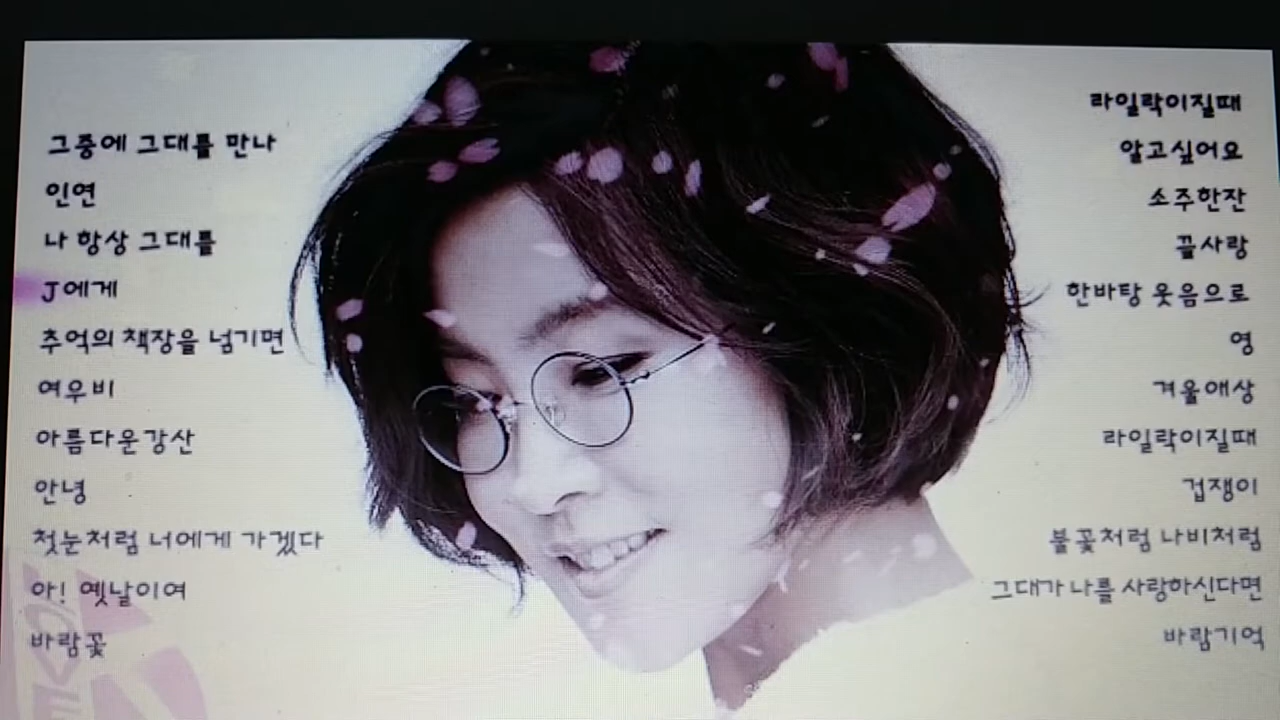 그중에 그대를 만나
인연
나 항상 그대를
J에게
추억의 책장을 넘기면
여우비
아름다운강산
안녕
첫눈처럼 너에게 가겠다
아! 옛날이여
바람꽃
라일락이질때
알고싶어요
소주한잔
끝사랑
한바탕 웃음으로
영
겨울애상
라일락이질때
겁쟁이
불꽃처럼 나비처럼
그대가 나를 사랑하신다면
바람기억